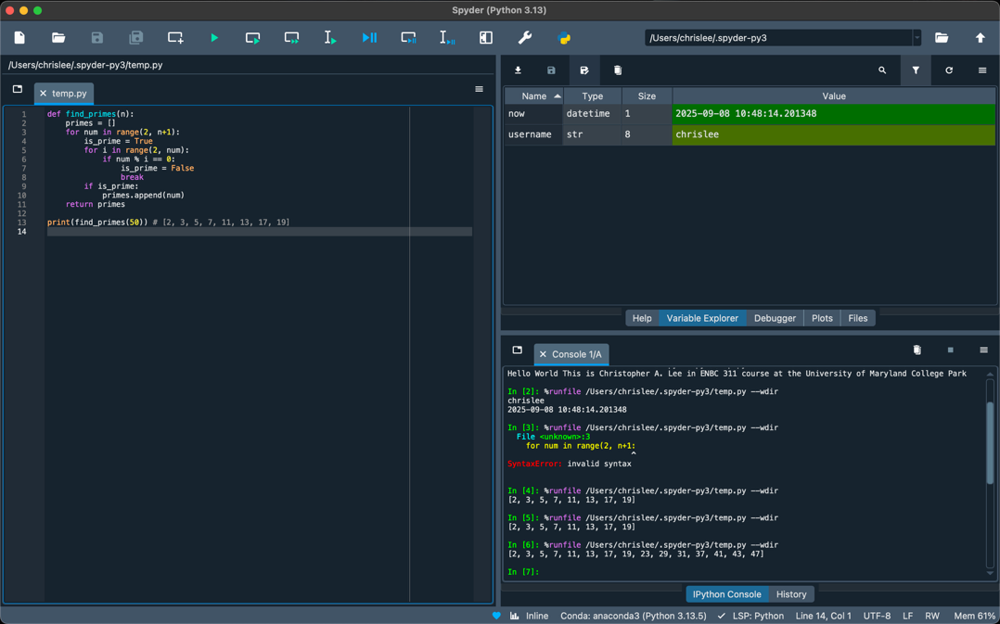 Spyder (Python 3.13)
/Users/chrislee/.spyder-py3
/Users/chrislee/.spyder-py3/temp.py
temp.py
1 def find_primes(n):
2     primes = []
3     for num in range(2, n+1):
4         is_prime = True
5         for i in range(2, num):
6             if num % i == 0:
7                 is_prime = False
8                 break
9         if is_prime:
10             primes.append(num)
11     return primes
12
13 print(find_primes(50)) # [2, 3, 5, 7, 11, 13, 17, 19]
14
Name Type Size Value
now datetime 1 2025-09-08 10:48:14.201348
username str 8 chrislee
Help Variable Explorer Debugger Plots Files
Console 1/A
Hello World This is Christopher A. Lee in ENBC 311 course at the University of Maryland College Park
In [2]: %runfile /Users/chrislee/.spyder-py3/temp.py --wdir
chrislee
2025-09-08 10:48:14.201348
In [3]: %runfile /Users/chrislee/.spyder-py3/temp.py --wdir
  File <unknown>:3
    for num in range(2, n+1:
                           ^
SyntaxError: invalid syntax
In [4]: %runfile /Users/chrislee/.spyder-py3/temp.py --wdir
[2, 3, 5, 7, 11, 13, 17, 19]
In [5]: %runfile /Users/chrislee/.spyder-py3/temp.py --wdir
[2, 3, 5, 7, 11, 13, 17, 19]
In [6]: %runfile /Users/chrislee/.spyder-py3/temp.py --wdir
[2, 3, 5, 7, 11, 13, 17, 19, 23, 29, 31, 37, 41, 43, 47]
In [7]:
IPython Console History
Inline Conda: anaconda3 (Python 3.13.5) LSP: Python Line 14, Col 1 UTF-8 LF RW Mem 61%